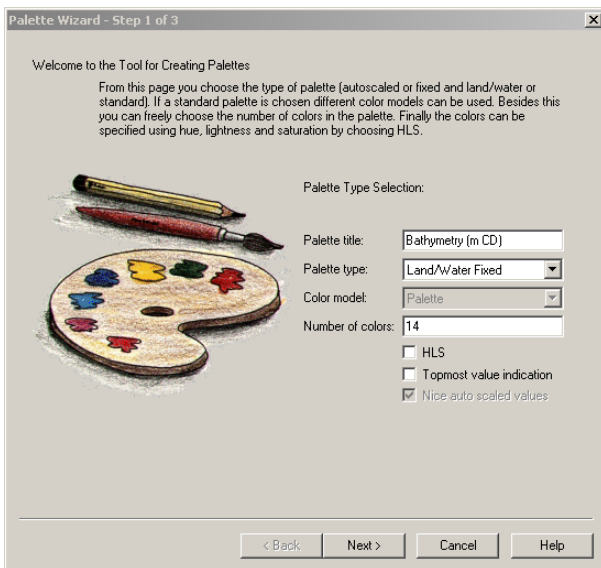 Palette Wizard - Step 1 of 3
Welcome to the Tool for Creating Palettes
From this page you choose the type of palette (autoscaled or fixed and land/water or
standard). If a standard palette is chosen different color models can be used. Besides this
you can freely choose the number of colors in the palette. Finally the colors can be
specified using hue, lightness and saturation by choosing HLS.
Palette Type Selection:
Palette title: Bathymetry (m CD)
Palette type: Land/Water Fixed
Color model: Palette
Number of colors: 14
HLS
Topmost value indication
Nice auto scaled values
< Back Next > Cancel Help